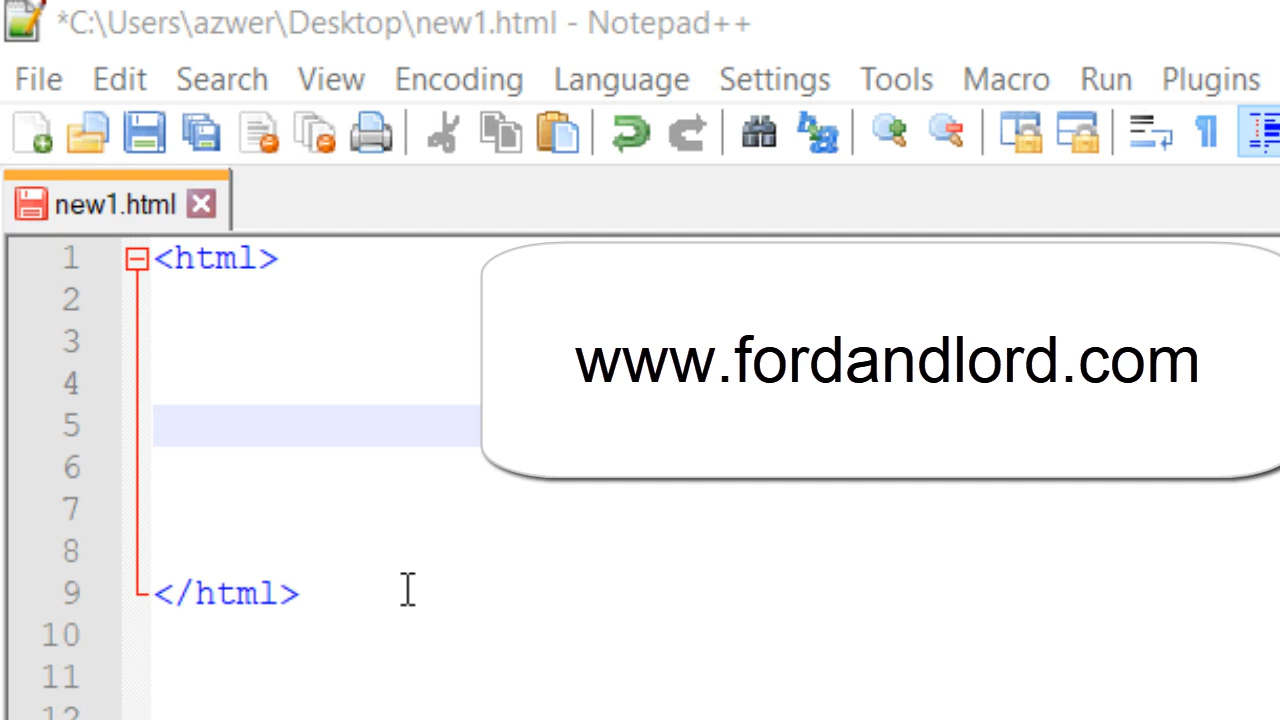 *C:\Users\azwer\Desktop\new1.html - Notepad++
File Edit Search View Encoding Language Settings Tools Macro Run Plugins
new1.html
1 <html>
2
3
www.fordandlord.com
4
5
6
7
8
9 </html>
10
11
12